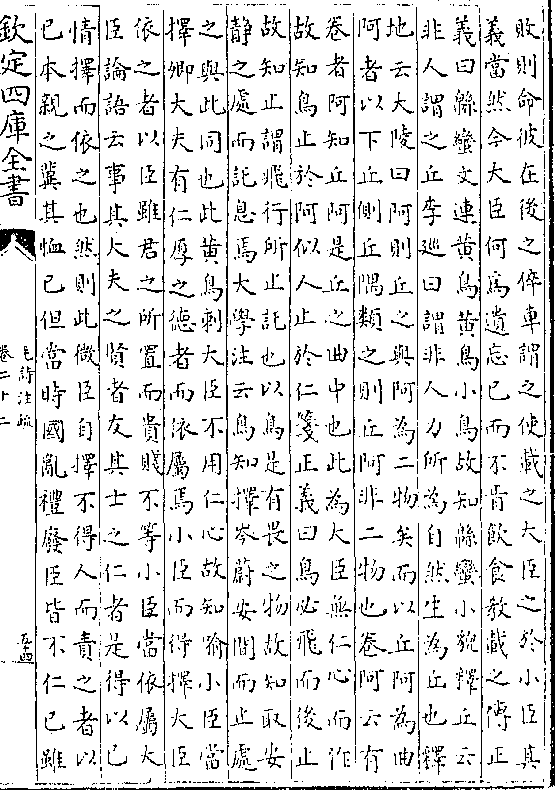 敗則命彼在後之倅車謂之使載之大臣之於小臣其
義當然今大臣何為遺忘己而不肯飲食教載之傳正
義曰緜蠻文連黃鳥黃鳥小鳥故知緜蠻小貌釋丘云
非人謂之丘李巡曰謂非人力所為自然生為丘也釋
地云大陵曰阿則丘之與阿為二物矣而以丘阿為曲
阿者以下丘側丘隅類之則丘阿非二物也卷阿云有
卷者阿知丘阿是丘之曲中也此為大臣無仁心而作
故知鳥止於阿似人止於仁箋正義曰鳥必飛而後止
故知止謂飛行所止託也以鳥是有畏之物故知取安
静之處而託息焉大學注云鳥知擇岑蔚安閒而止處
之與此同也此黃鳥刺大臣不用仁心故知喻小臣當
擇卿大夫有仁厚之德者而依屬焉小臣而得擇大臣
依之者以臣雖君之所置而貴賤不等小臣當依屬大
臣論語云事其大夫之賢者友其士之仁者是得以己
情擇而依之也然則此微臣自擇不得人而責之者以
己本親之冀其恤己但當時國亂禮廢臣皆不仁己雖
欽定四庫全書
毛詩注疏
卷二十二